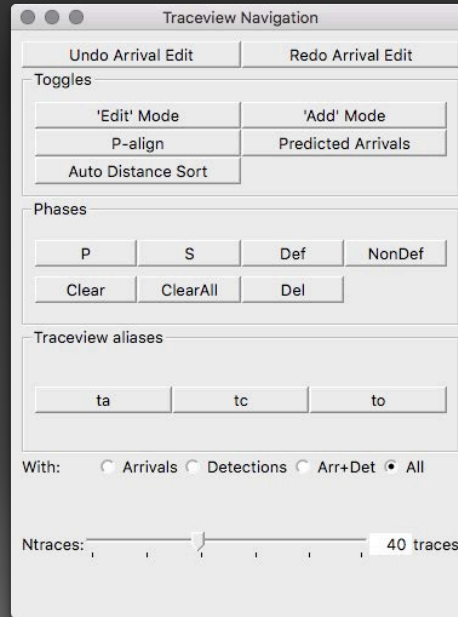 Traceview Navigation
Undo Arrival Edit Redo Arrival Edit
Toggles
'Edit' Mode 'Add' Mode
P-align Predicted Arrivals
Auto Distance Sort
Phases
P S Def NonDef
Clear ClearAll Del
Traceview aliases
ta tc to
With: Arrivals Detections Arr+Det All
Ntraces: 40 traces